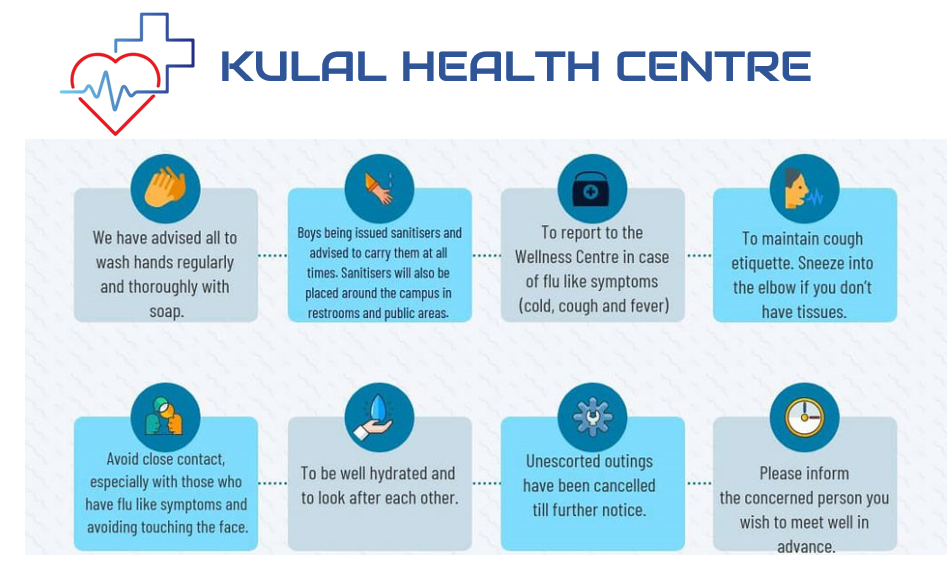 KULAL HEALTH CENTRE
We have advised all to
wash hands regularly
and thoroughly with
soap.
Boys being issued sanitisers and
advised to carry them at all
times. Sanitisers will also be
placed around the campus in
restrooms and public areas.
To report to the
Wellness Centre in case
of flu like symptoms
(cold, cough and fever)
To maintain cough
etiquette. Sneeze into
the elbow if you don't
have tissues.
Avoid close contact,
especially with those who
have flu like symptoms and
avoiding touching the face.
To be well hydrated and
to look after each other.
Unescorted outings
have been cancelled
till further notice.
Please inform
the concerned person you
wish to meet well in
advance.